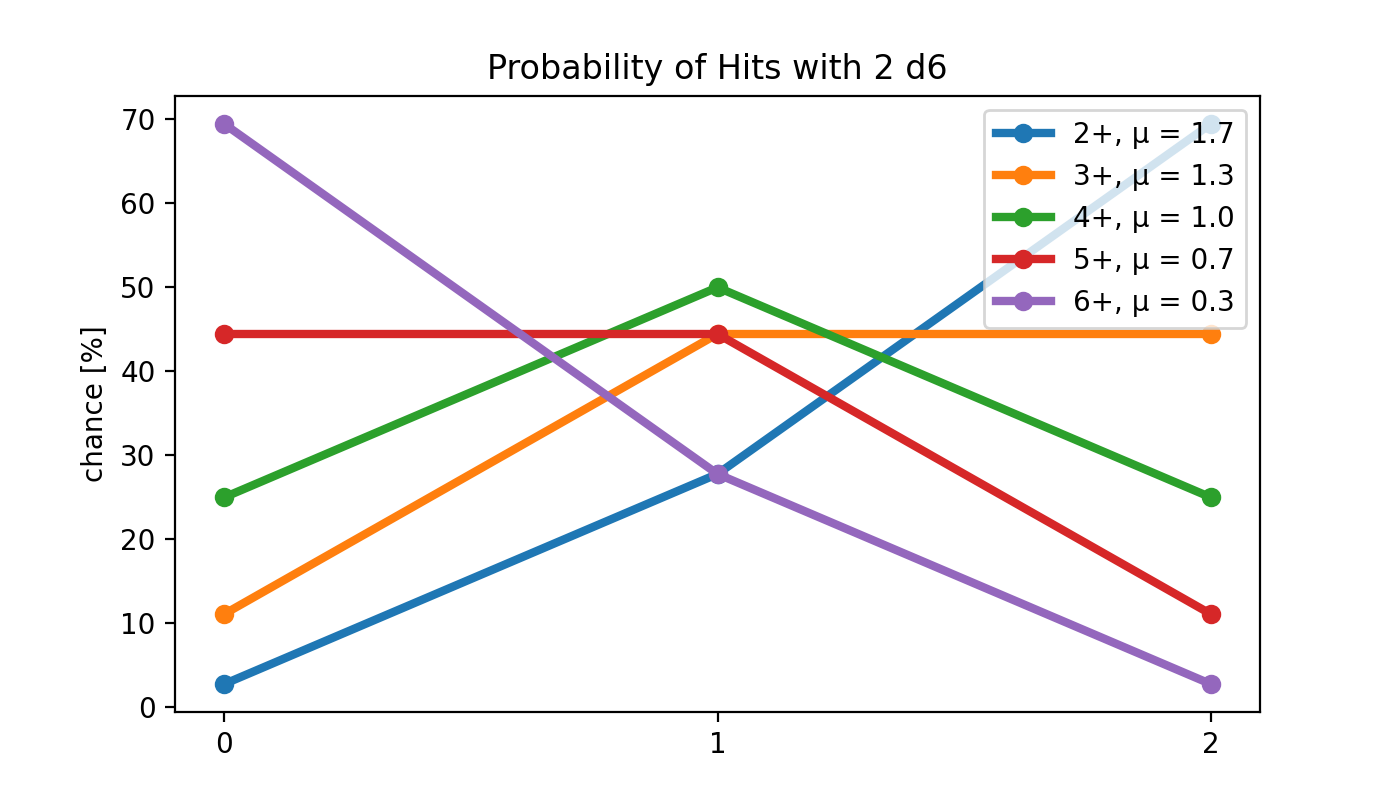 Probability of Hits with 2 d6
2+, μ = 1.7
3+, μ = 1.3
4+, μ = 1.0
5+, μ = 0.7
6+, μ = 0.3
chance [%]
70
60
50
40
30
20
10
0
0 1 2